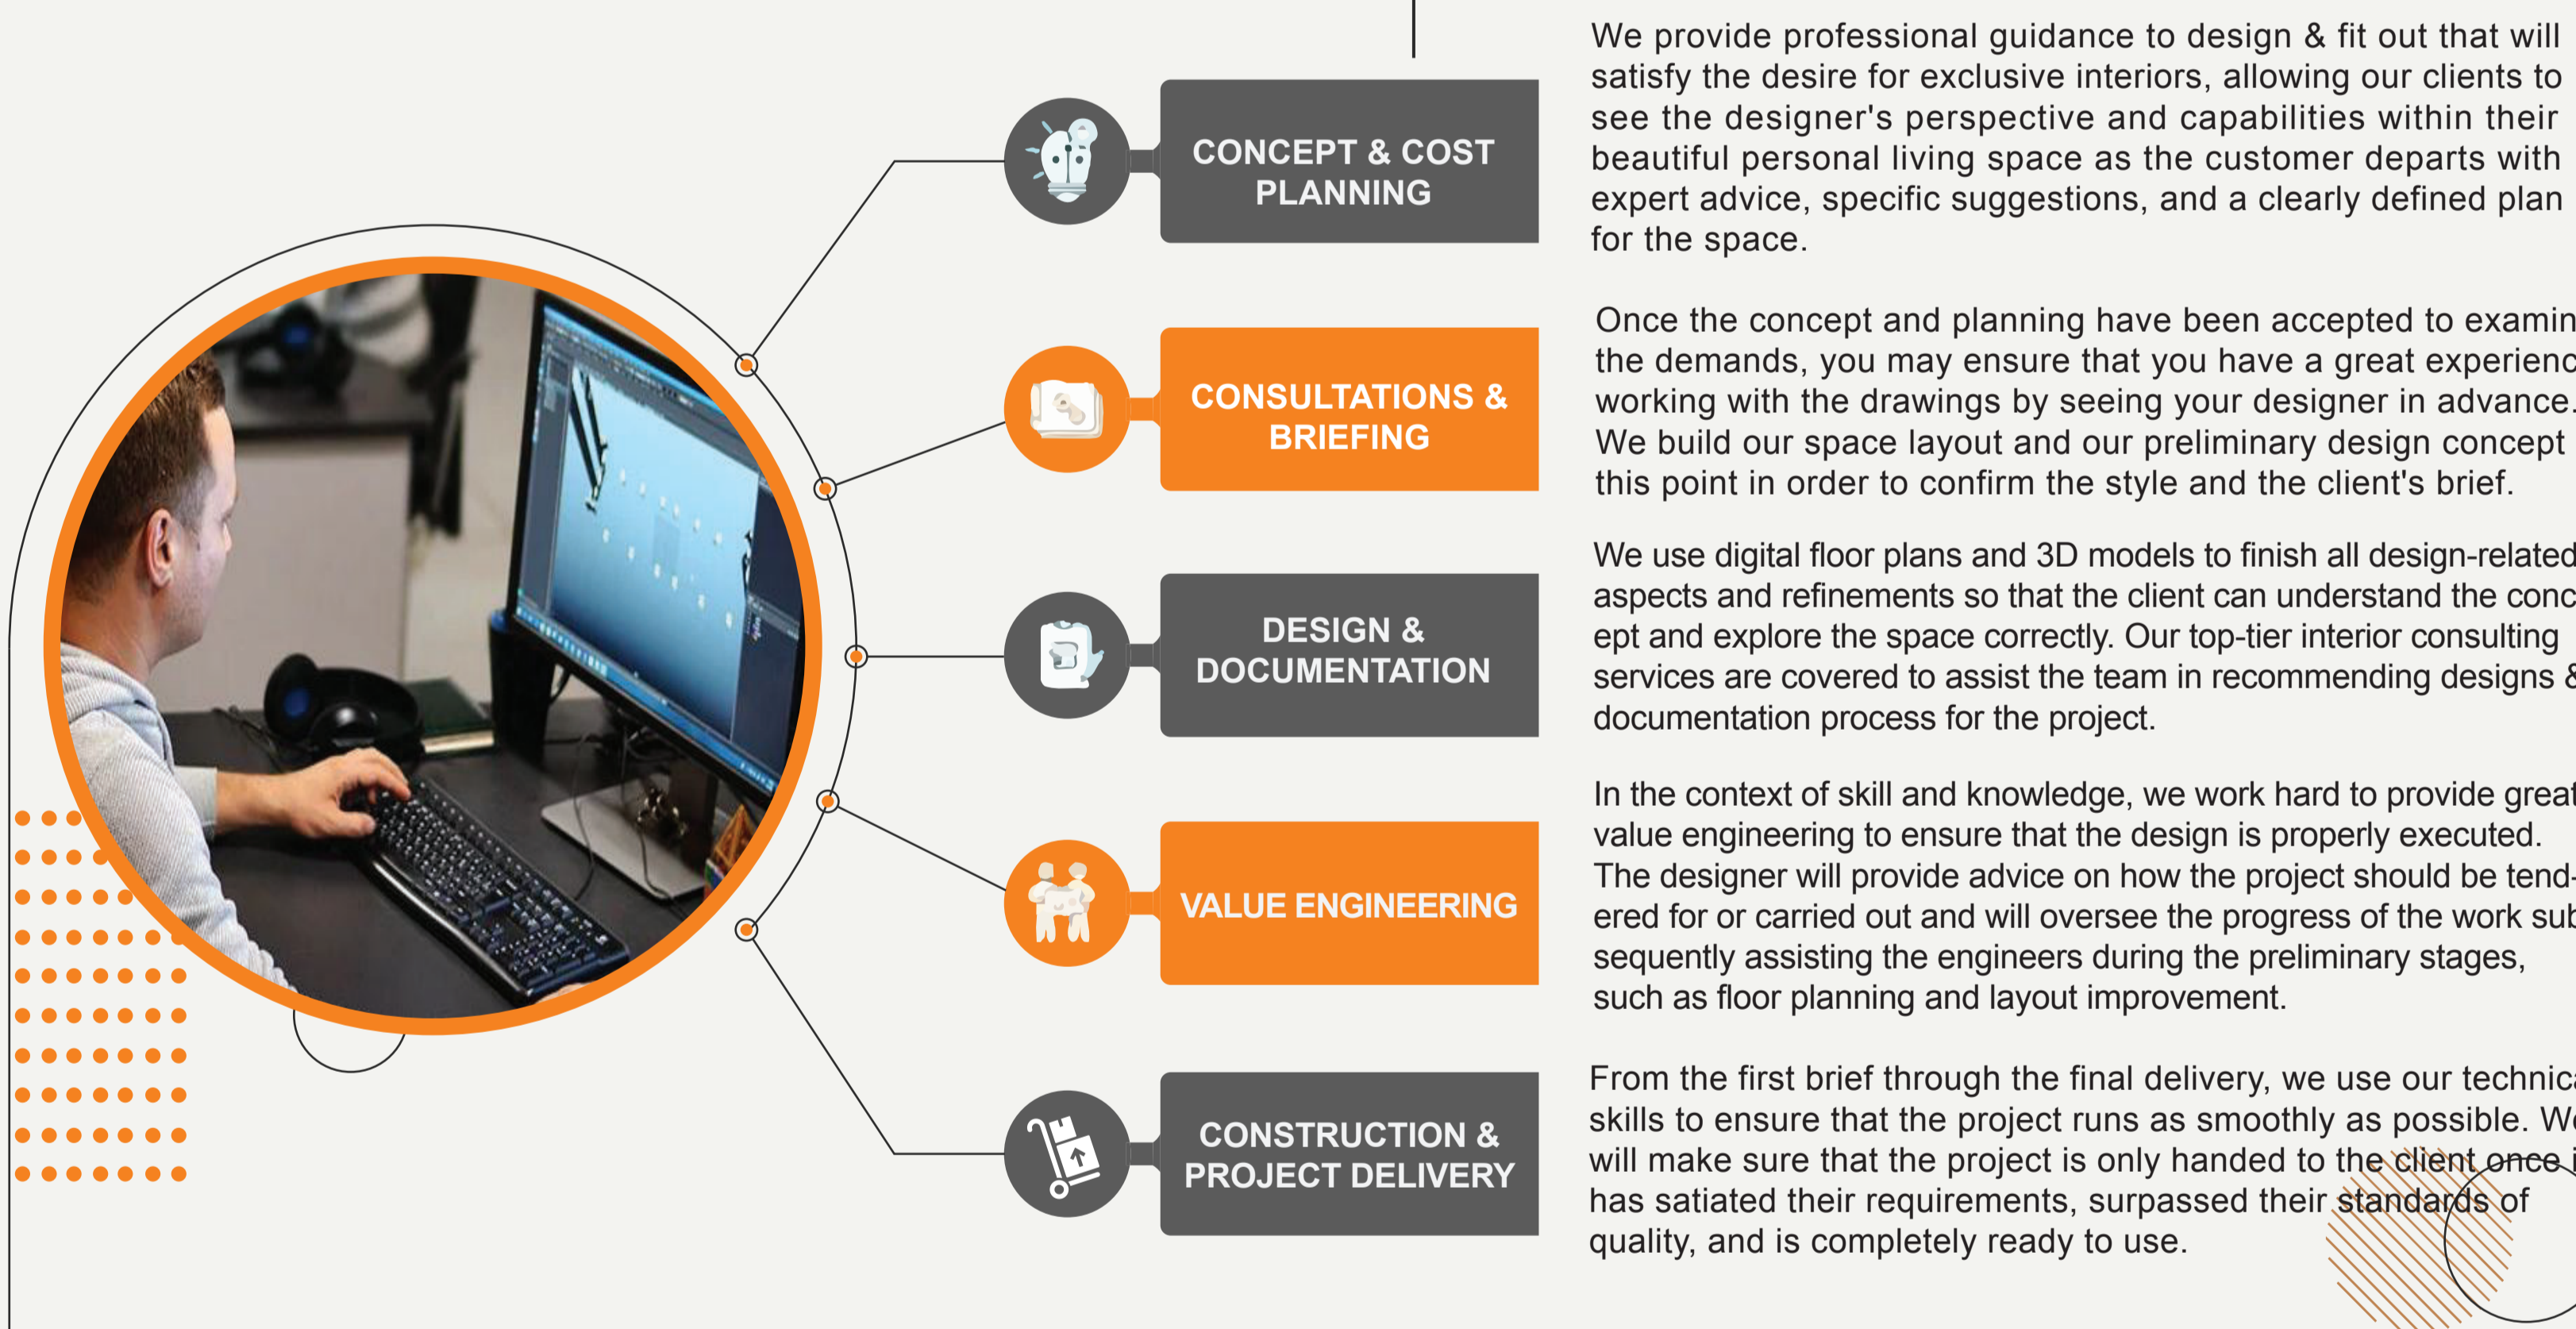 CONCEPT & COST
PLANNING
We provide professional guidance to design & fit out that will
satisfy the desire for exclusive interiors, allowing our clients to
see the designer's perspective and capabilities within their
beautiful personal living space as the customer departs with
expert advice, specific suggestions, and a clearly defined plan
for the space.
CONSULTATIONS &
BRIEFING
Once the concept and planning have been accepted to examin
the demands, you may ensure that you have a great experienc
working with the drawings by seeing your designer in advance.
We build our space layout and our preliminary design concept
this point in order to confirm the style and the client's brief.
DESIGN &
DOCUMENTATION
We use digital floor plans and 3D models to finish all design-related
aspects and refinements so that the client can understand the conc
ept and explore the space correctly. Our top-tier interior consulting
services are covered to assist the team in recommending designs &
documentation process for the project.
VALUE ENGINEERING
In the context of skill and knowledge, we work hard to provide great
value engineering to ensure that the design is properly executed.
The designer will provide advice on how the project should be tend-
ered for or carried out and will oversee the progress of the work sub
sequently assisting the engineers during the preliminary stages,
such as floor planning and layout improvement.
CONSTRUCTION &
PROJECT DELIVERY
From the first brief through the final delivery, we use our technica
skills to ensure that the project runs as smoothly as possible. We
will make sure that the project is only handed to the client once i
has satiated their requirements, surpassed their standards of
quality, and is completely ready to use.